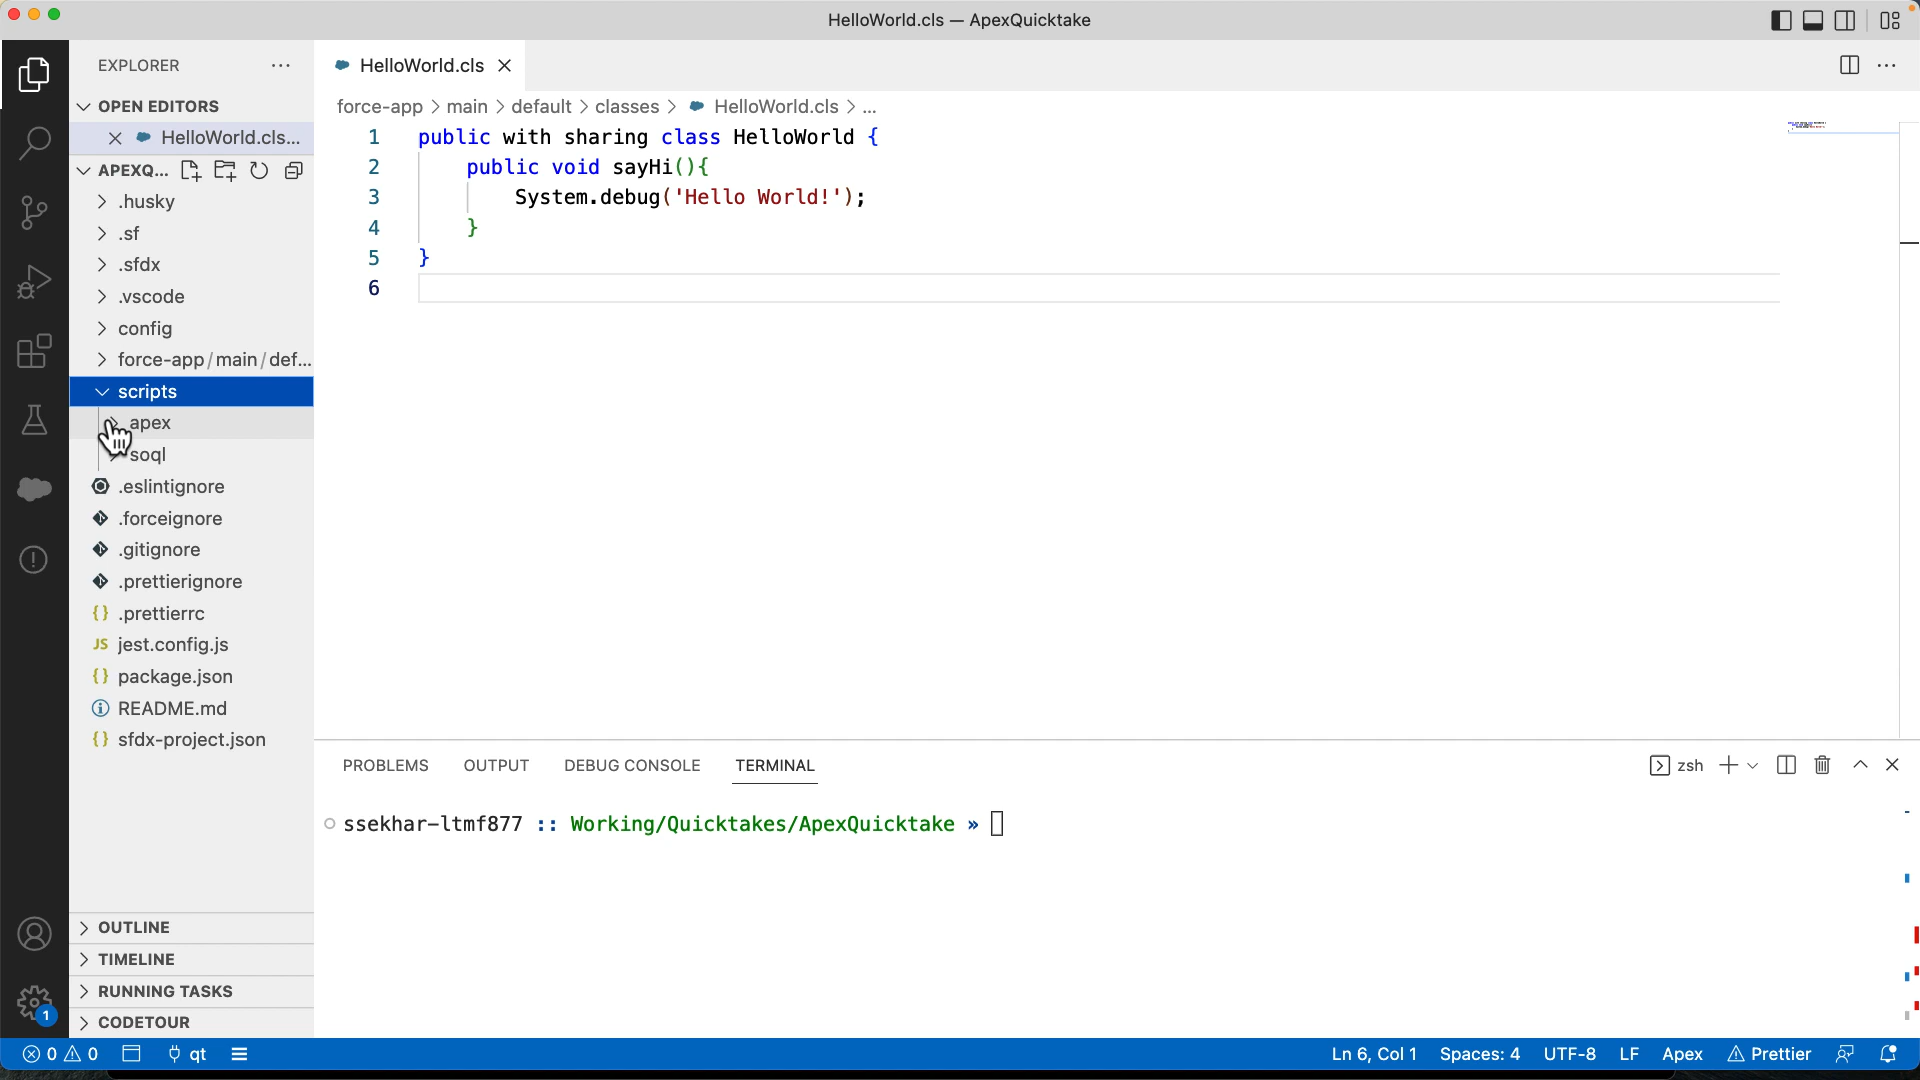 HelloWorld.cls — ApexQuicktake
EXPLORER
OPEN EDITORS
HelloWorld.cls...
APEXQ...
.husky
.sf
.sfdx
.vscode
config
force-app/main/def...
scripts
apex
soql
.eslintignore
.forceignore
.gitignore
.prettierignore
{} .prettierrc
JS jest.config.js
{} package.json
README.md
{} sfdx-project.json
OUTLINE
TIMELINE
RUNNING TASKS
CODETOUR
1
HelloWorld.cls
force-app > main > default > classes > HelloWorld.cls > ...
1 public with sharing class HelloWorld {
2 public void sayHi(){
3 System.debug('Hello World!');
4 }
5 }
6
PROBLEMS OUTPUT DEBUG CONSOLE TERMINAL
zsh
ssekhar-ltmf877 :: Working/Quicktakes/ApexQuicktake »
0 0 qt
Ln 6, Col 1 Spaces: 4 UTF-8 LF Apex Prettier